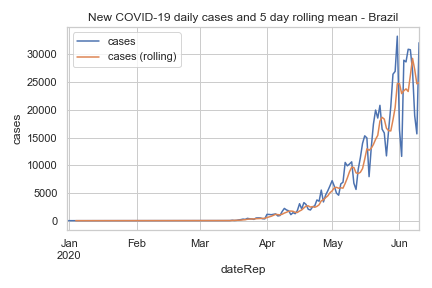 New COVID-19 daily cases and 5 day rolling mean - Brazil
cases
cases (rolling)
30000
25000
20000
15000
10000
5000
0
cases
Jan Feb Mar Apr May Jun
2020
dateRep